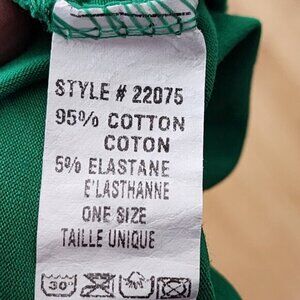 STYLE # 22075
95% COTTON
COTON
5% ELASTANE
E'LASTHANNE
ONE SIZE
TAILLE UNIQUE
30°